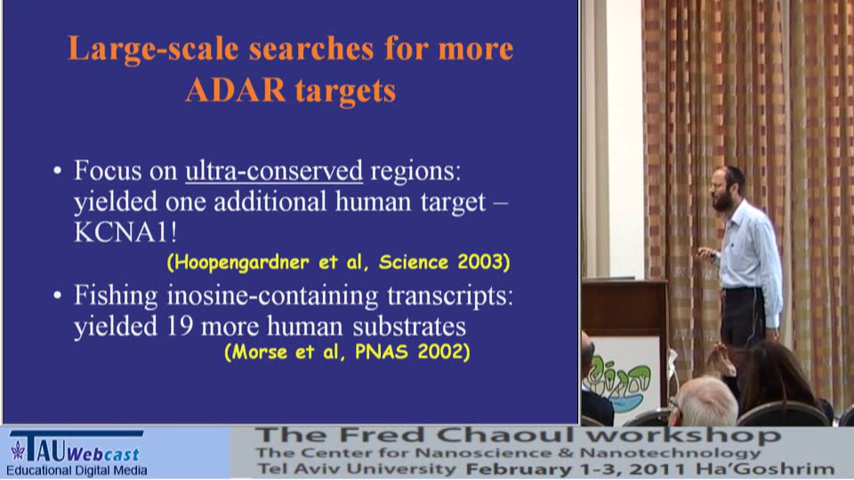 Large-scale searches for more
ADAR targets
• Focus on ultra-conserved regions:
yielded one additional human target –
KCNA1!
(Hoopengardner et al, Science 2003)
• Fishing inosine-containing transcripts:
yielded 19 more human substrates
(Morse et al, PNAS 2002)
TAU Webcast
Educational Digital Media
The Fred Chaoul workshop
The Center for Nanoscience & Nanotechnology
Tel Aviv University February 1-3, 2011 Ha'Goshrim